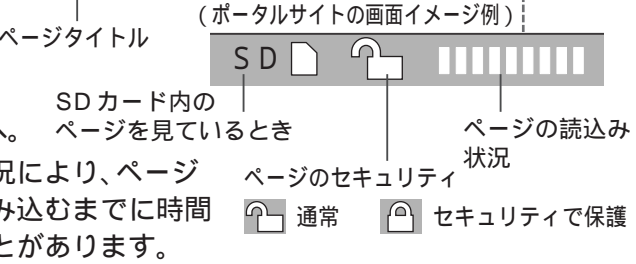 (ポータルサイトの画面イメージ例)
ページタイトル
SD
SDカード内の
ページを見ているとき
ページの読込み
状況
へ。
況により、ページ
み込むまでに時間
とがあります。
ページのセキュリティ
通常
セキュリティで保護